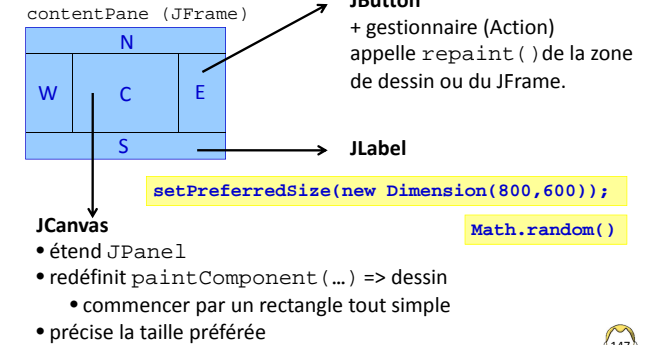 contentPane (JFrame)
N
W
C
E
S
JButton
+ gestionnaire (Action)
appelle repaint()de la zone
de dessin ou du JFrame.
JLabel
setPreferredSize(new Dimension(800,600));
Math.random()
JCanvas
• étend JPanel
• redéfinit paintComponent(…) => dessin
• commencer par un rectangle tout simple
• précise la taille préférée
147